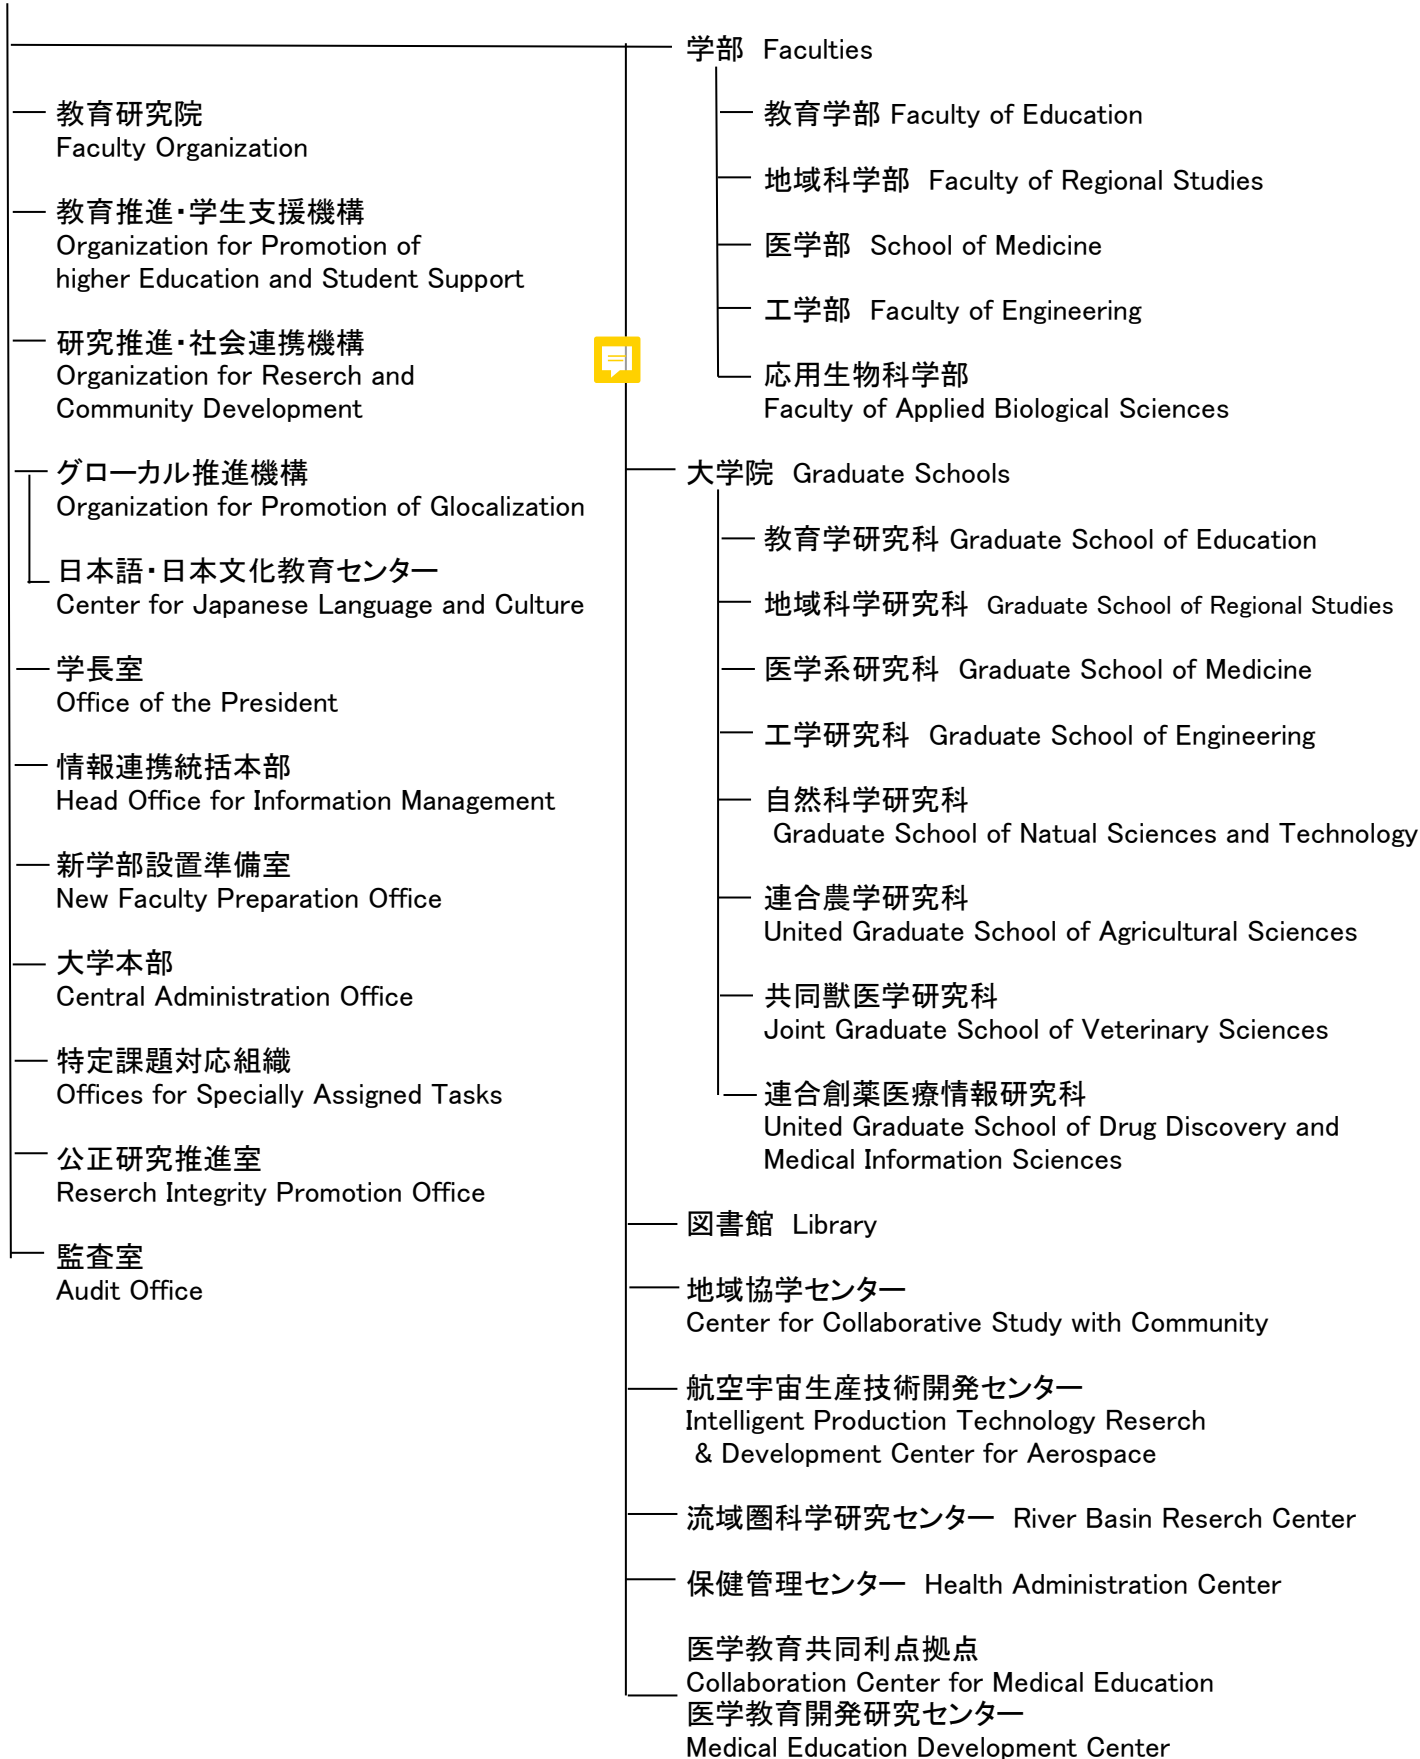 教育研究院
Faculty Organization
教育推進・学生支援機構
Organization for Promotion of
higher Education and Student Support
研究推進・社会連携機構
Organization for Reserch and
Community Development
グローカル推進機構
Organization for Promotion of Glocalization
日本語・日本文化教育センター
Center for Japanese Language and Culture
学長室
Office of the President
情報連携統括本部
Head Office for Information Management
新学部設置準備室
New Faculty Preparation Office
大学本部
Central Administration Office
特定課題対応組織
Offices for Specially Assigned Tasks
公正研究推進室
Reserch Integrity Promotion Office
監査室
Audit Office
学部 Faculties
教育学部 Faculty of Education
地域科学部 Faculty of Regional Studies
医学部 School of Medicine
工学部 Faculty of Engineering
応用生物科学部
Faculty of Applied Biological Sciences
大学院 Graduate Schools
教育学研究科 Graduate School of Education
地域科学研究科 Graduate School of Regional Studies
医学系研究科 Graduate School of Medicine
工学研究科 Graduate School of Engineering
自然科学研究科
Graduate School of Natual Sciences and Technology
連合農学研究科
United Graduate School of Agricultural Sciences
共同獣医学研究科
Joint Graduate School of Veterinary Sciences
連合創薬医療情報研究科
United Graduate School of Drug Discovery and
Medical Information Sciences
図書館 Library
地域協学センター
Center for Collaborative Study with Community
航空宇宙生産技術開発センター
Intelligent Production Technology Reserch
& Development Center for Aerospace
流域圏科学研究センター River Basin Reserch Center
保健管理センター Health Administration Center
医学教育共同利点拠点
Collaboration Center for Medical Education
医学教育開発研究センター
Medical Education Development Center